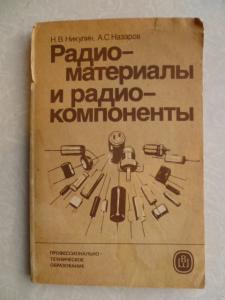 Н.В.Никулин, А.С.Назаров
Радио-
материалы
и радио-
компоненты
ПРОФЕССИОНАЛЬНО-
ТЕХНИЧЕСКОЕ
ОБРАЗОВАНИЕ